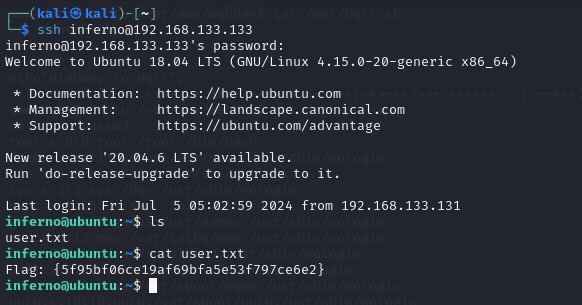 ┌──(kali㉿kali)-[~]
└─$ ssh inferno@192.168.133.133
inferno@192.168.133.133's password:
Welcome to Ubuntu 18.04 LTS (GNU/Linux 4.15.0-20-generic x86_64)
* Documentation:  https://help.ubuntu.com
* Management:     https://landscape.canonical.com
* Support:        https://ubuntu.com/advantage
New release '20.04.6 LTS' available.
Run 'do-release-upgrade' to upgrade to it.
Last login: Fri Jul  5 05:02:59 2024 from 192.168.133.131
inferno@ubuntu:~$ ls
user.txt
inferno@ubuntu:~$ cat user.txt
Flag: {5f95bf06ce19af69bfa5e53f797ce6e2}
inferno@ubuntu:~$